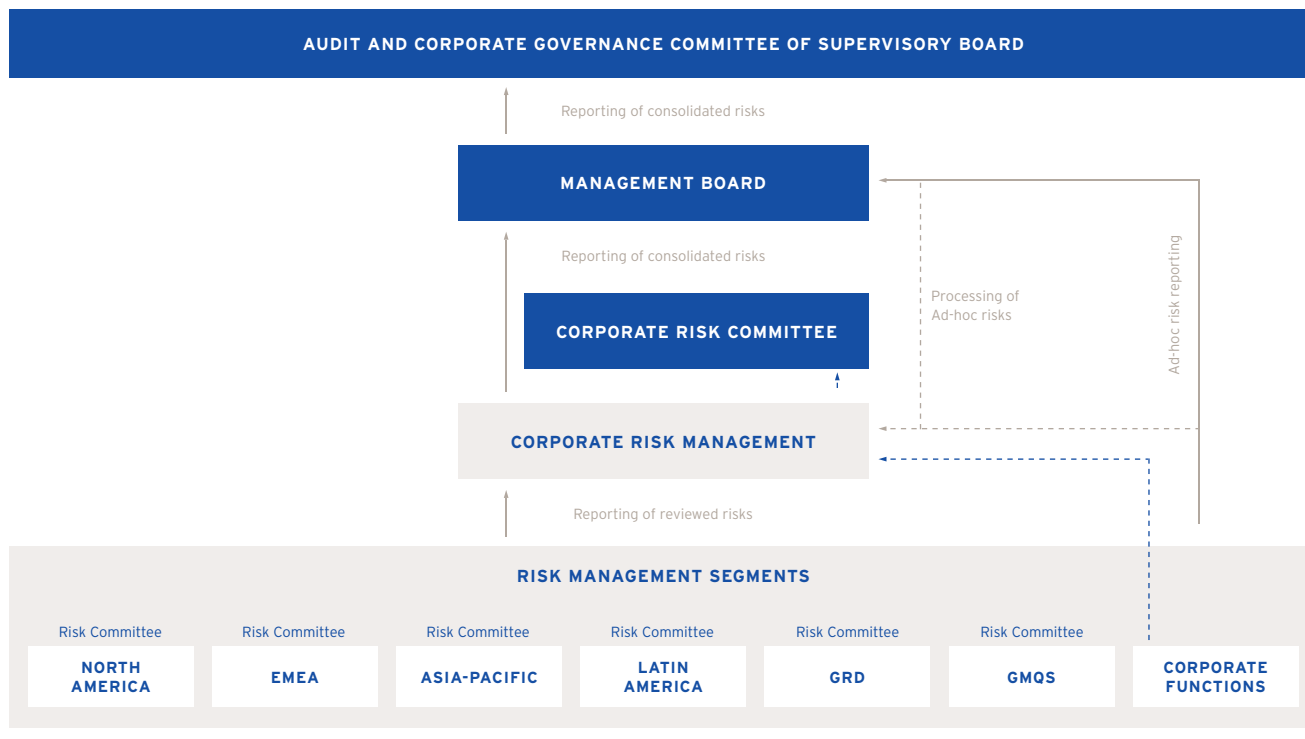 AUDIT AND CORPORATE GOVERNANCE COMMITTEE OF SUPERVISORY BOARD
Reporting of consolidated risks
MANAGEMENT BOARD
Reporting of consolidated risks
Ad-hoc risk reporting
Processing of
Ad-hoc risks
CORPORATE RISK COMMITTEE
CORPORATE RISK MANAGEMENT
Reporting of reviewed risks
RISK MANAGEMENT SEGMENTS
Risk Committee
NORTH
AMERICA
Risk Committee
EMEA
Risk Committee
ASIA-PACIFIC
Risk Committee
LATIN
AMERICA
Risk Committee
GRD
Risk Committee
GMQS
CORPORATE
FUNCTIONS